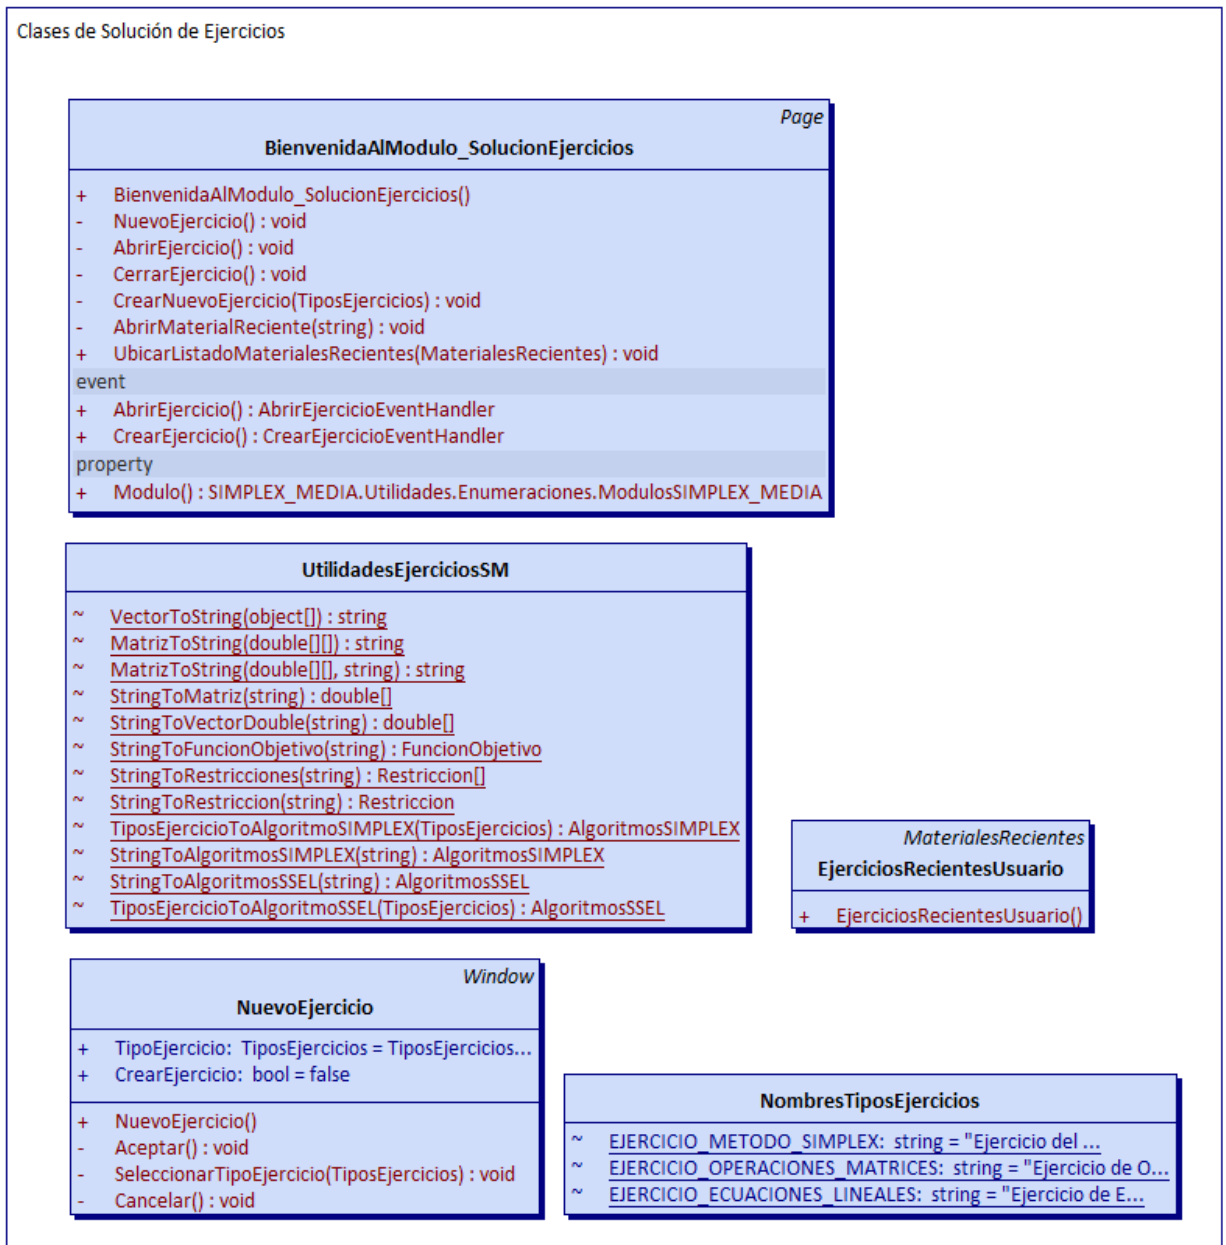 Clases de Solución de Ejercicios
Page
BienvenidaAlModulo_SolucionEjercicios
+ BienvenidaAlModulo_SolucionEjercicios()
- NuevoEjercicio() : void
- AbrirEjercicio() : void
- CerrarEjercicio() : void
- CrearNuevoEjercicio(TiposEjercicios) : void
- AbrirMaterialReciente(string) : void
+ UbicarListadoMaterialesRecientes(MaterialesRecientes) : void
event
+ AbrirEjercicio() : AbrirEjercicioEventHandler
+ CrearEjercicio() : CrearEjercicioEventHandler
property
+ Modulo() : SIMPLEX_MEDIA.Utilidades.Enumeraciones.ModulosSIMPLEX_MEDIA
UtilidadesEjerciciosSM
~ VectorToString(object[]) : string
~ MatrizToString(double[][]) : string
~ MatrizToString(double[][], string) : string
~ StringToMatriz(string) : double[]
~ StringToVectorDouble(string) : double[]
~ StringToFuncionObjetivo(string) : FuncionObjetivo
~ StringToRestricciones(string) : Restriccion[]
~ StringToRestriccion(string) : Restriccion
~ TiposEjercicioToAlgoritmoSIMPLEX(TiposEjercicios) : AlgoritmosSIMPLEX
~ StringToAlgoritmosSIMPLEX(string) : AlgoritmosSIMPLEX
~ StringToAlgoritmosSSEL(string) : AlgoritmosSSEL
~ TiposEjercicioToAlgoritmoSSEL(TiposEjercicios) : AlgoritmosSSEL
MaterialesRecientes
EjerciciosRecientesUsuario
+ EjerciciosRecientesUsuario()
Window
NuevoEjercicio
+ TipoEjercicio: TiposEjercicios = TiposEjercicios...
+ CrearEjercicio: bool = false
+ NuevoEjercicio()
- Aceptar() : void
- SeleccionarTipoEjercicio(TiposEjercicios) : void
- Cancelar() : void
NombresTiposEjercicios
~ EJERCICIO_METODO_SIMPLEX: string = "Ejercicio del ...
~ EJERCICIO_OPERACIONES_MATRICES: string = "Ejercicio de O...
~ EJERCICIO_ECUACIONES_LINEALES: string = "Ejercicio de E...